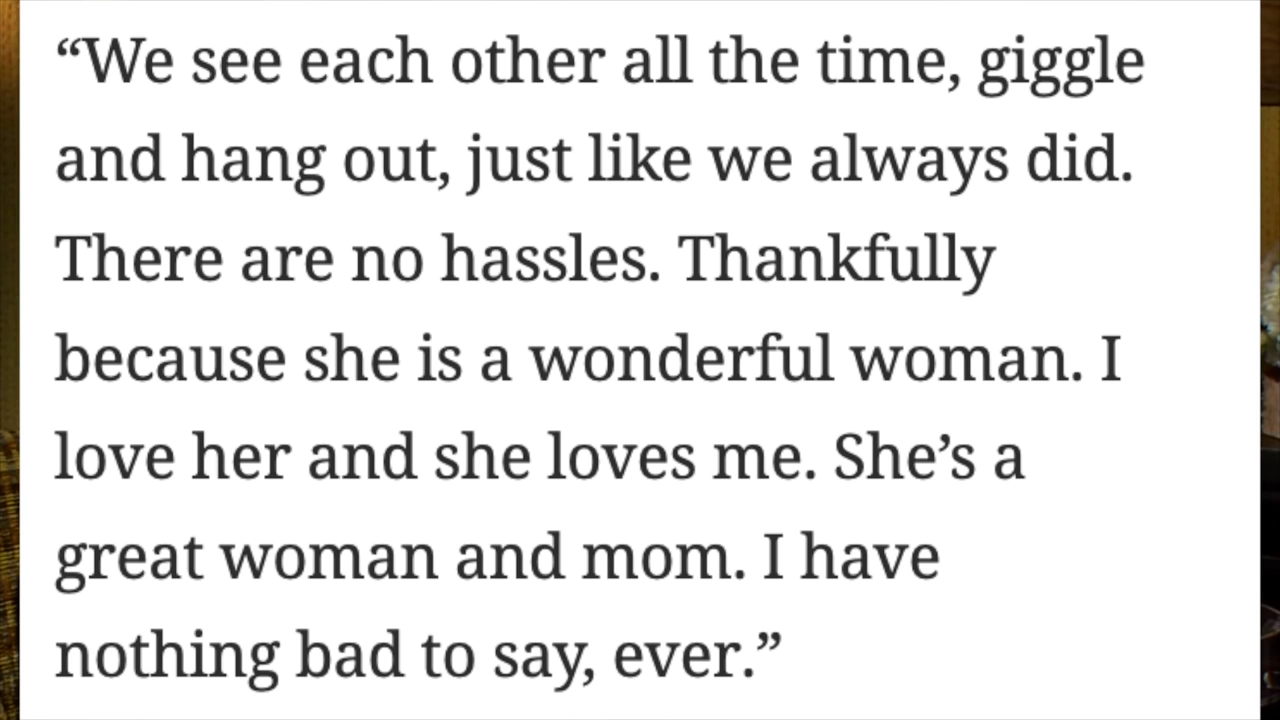 “We see each other all the time, giggle
and hang out, just like we always did.
There are no hassles. Thankfully
because she is a wonderful woman. I
love her and she loves me. She’s a
great woman and mom. I have
nothing bad to say, ever.”